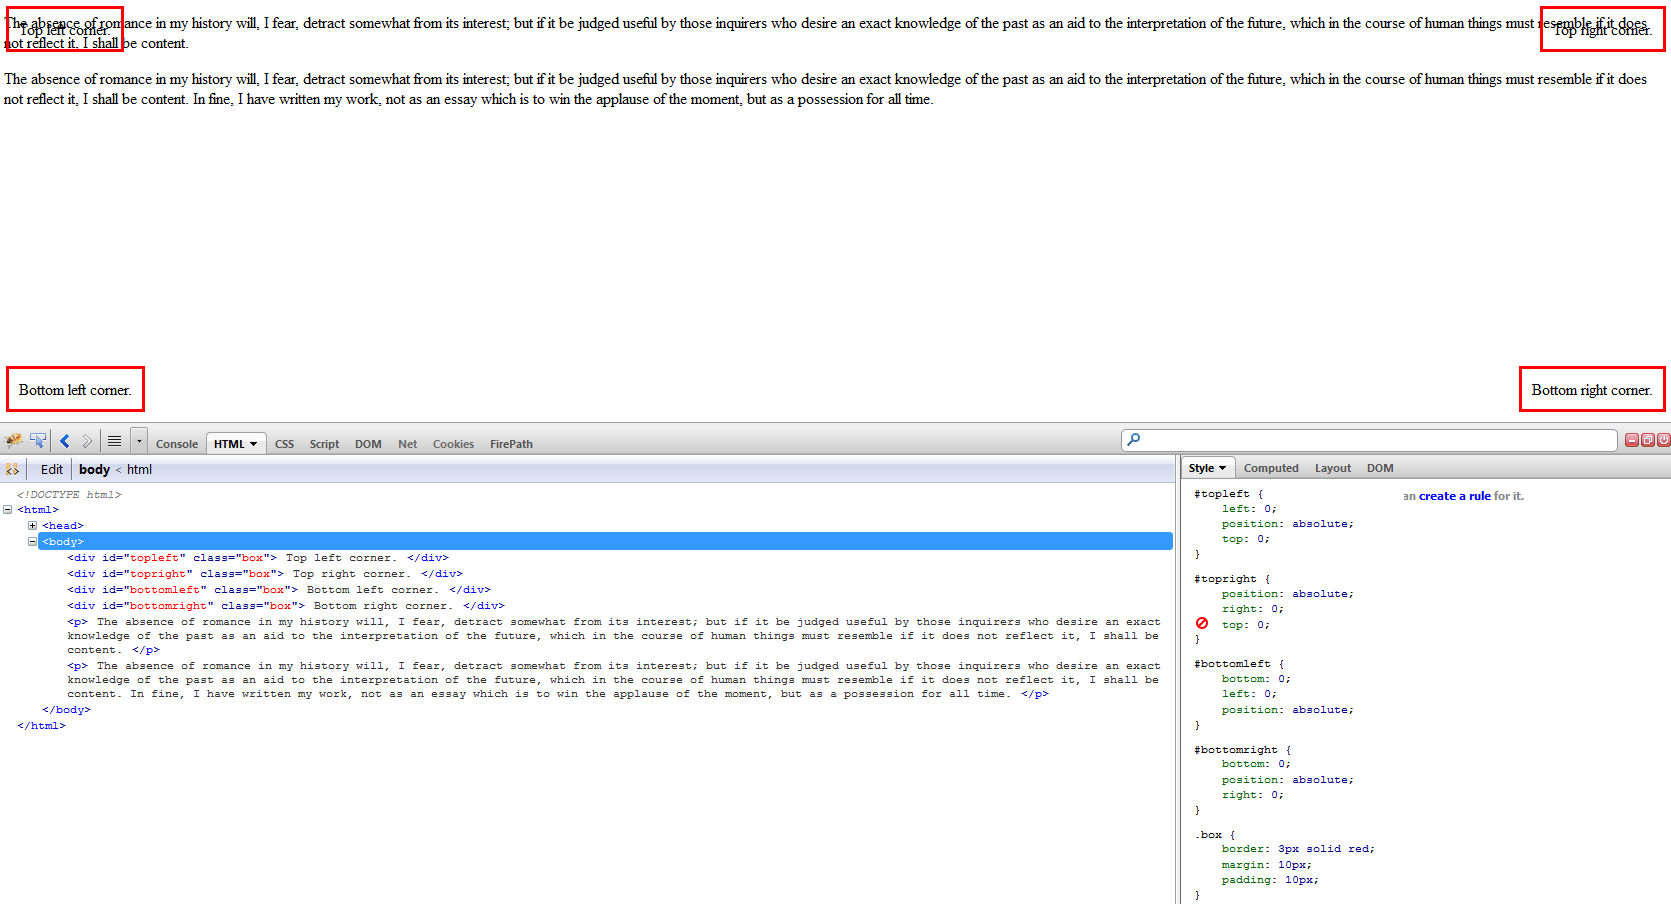 The absence of romance in my history will, I fear, detract somewhat from its interest; but if it be judged useful by those inquirers who desire an exact knowledge of the past as an aid to the interpretation of the future, which in the course of human things must resemble if it does
not reflect it, I shall be content.
Top left corner.
Top right corner.
The absence of romance in my history will, I fear, detract somewhat from its interest; but if it be judged useful by those inquirers who desire an exact knowledge of the past as an aid to the interpretation of the future, which in the course of human things must resemble if it does
not reflect it, I shall be content. In fine, I have written my work, not as an essay which is to win the applause of the moment, but as a possession for all time.
Bottom left corner.
Bottom right corner.
Console HTML CSS Script DOM Net Cookies FirePath
Edit body < html
<!DOCTYPE html>
<html>
<head>
<body>
<div id="topleft" class="box"> Top left corner. </div>
<div id="topright" class="box"> Top right corner. </div>
<div id="bottomleft" class="box"> Bottom left corner. </div>
<div id="bottomright" class="box"> Bottom right corner. </div>
<p> The absence of romance in my history will, I fear, detract somewhat from its interest; but if it be judged useful by those inquirers who desire an exact
knowledge of the past as an aid to the interpretation of the future, which in the course of human things must resemble if it does not reflect it, I shall be
content. </p>
<p> The absence of romance in my history will, I fear, detract somewhat from its interest; but if it be judged useful by those inquirers who desire an exact
knowledge of the past as an aid to the interpretation of the future, which in the course of human things must resemble if it does not reflect it, I shall be
content. In fine, I have written my work, not as an essay which is to win the applause of the moment, but as a possession for all time. </p>
</body>
</html>
Style Computed Layout DOM
an create a rule for it.
#topleft {
left: 0;
position: absolute;
top: 0;
}
#topright {
position: absolute;
right: 0;
top: 0;
}
#bottomleft {
bottom: 0;
left: 0;
position: absolute;
}
#bottomright {
bottom: 0;
position: absolute;
right: 0;
}
.box {
border: 3px solid red;
margin: 10px;
padding: 10px;
}